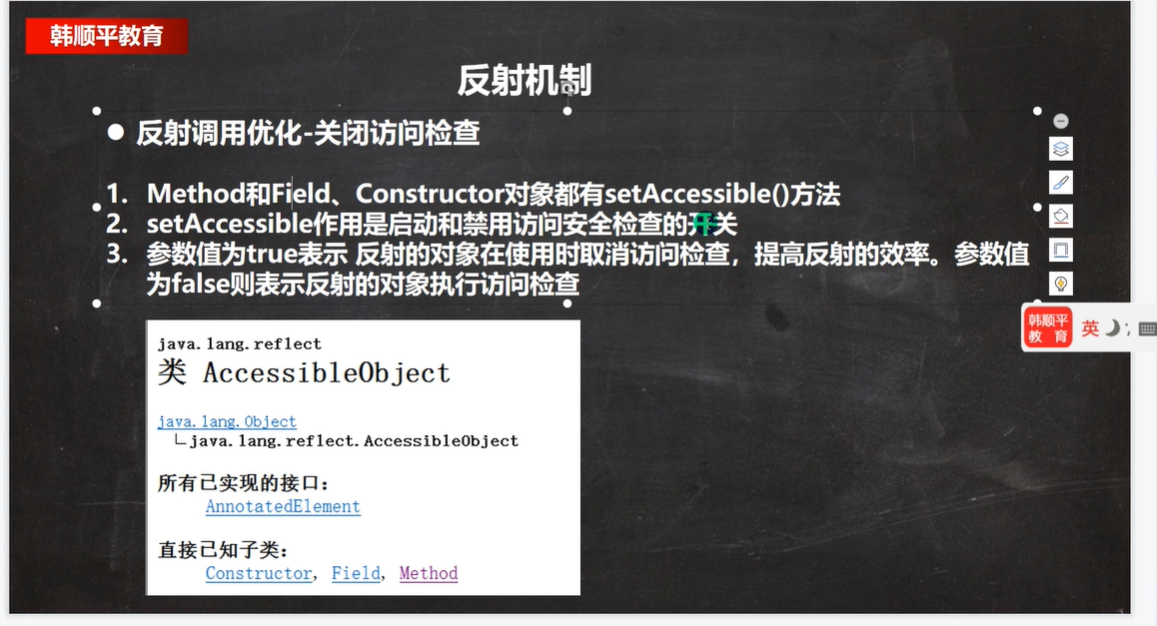 韩顺平教育
反射机制
● 反射调用优化-关闭访问检查
1. Method和Field、Constructor对象都有setAccessible()方法
2. setAccessible作用是启动和禁用访问安全检查的开关
3. 参数值为true表示 反射的对象在使用时取消访问检查，提高反射的效率。参数值
为false则表示反射的对象执行访问检查
java.lang.reflect
类 AccessibleObject
java.lang.Object
java.lang.reflect.AccessibleObject
所有已实现的接口：
AnnotatedElement
直接已知子类：
Constructor, Field, Method
韩顺平 英
教 育